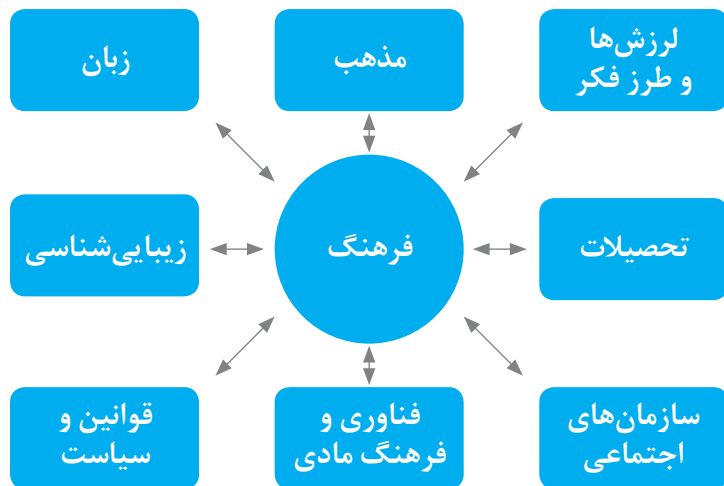 لرزش‌ها
و طرز فکر
مذهب
زبان
تحصیلات
فرهنگ
زیبایی‌شناسی
سازمان‌های
اجتماعی
فناوری و
فرهنگ مادی
قوانین و
سیاست